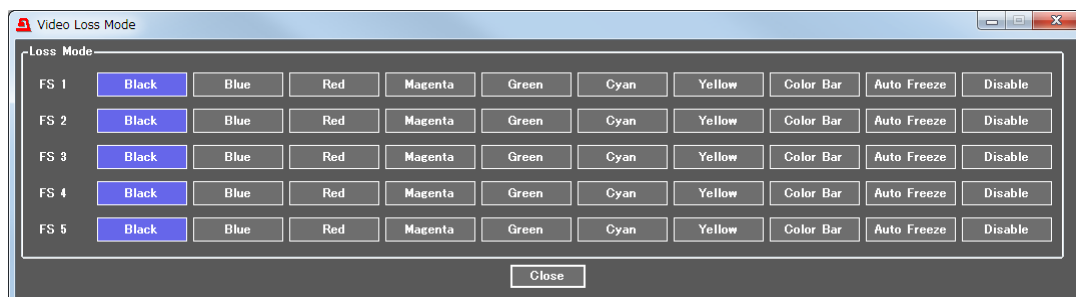 Video Loss Mode
Loss Mode
FS 1 Black Blue Red Magenta Green Cyan Yellow Color Bar Auto Freeze Disable
FS 2 Black Blue Red Magenta Green Cyan Yellow Color Bar Auto Freeze Disable
FS 3 Black Blue Red Magenta Green Cyan Yellow Color Bar Auto Freeze Disable
FS 4 Black Blue Red Magenta Green Cyan Yellow Color Bar Auto Freeze Disable
FS 5 Black Blue Red Magenta Green Cyan Yellow Color Bar Auto Freeze Disable
Close